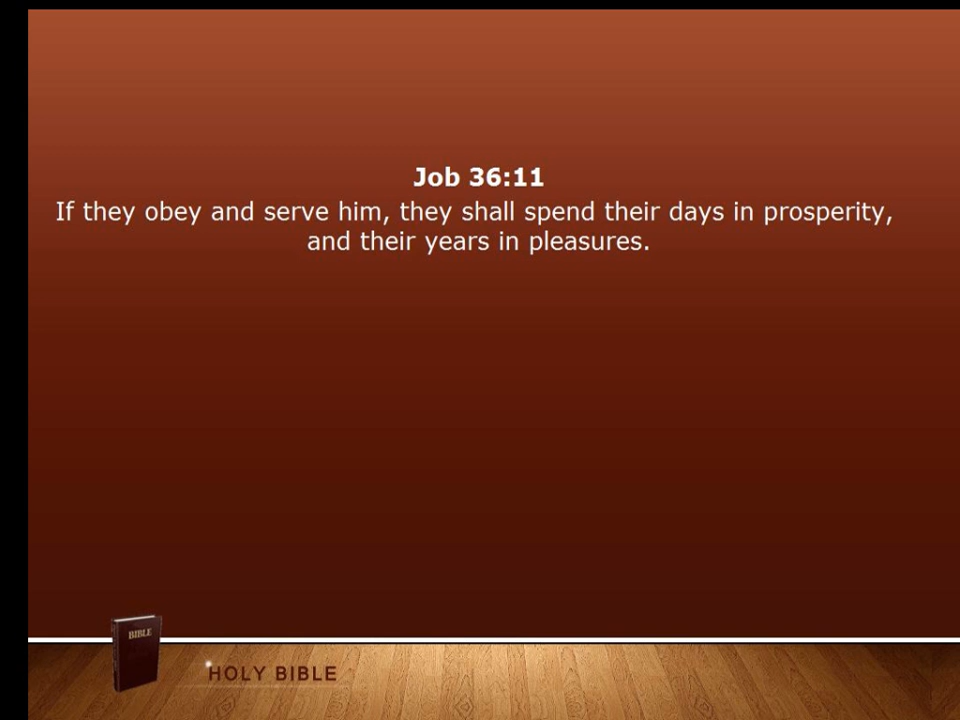 Job 36:11
If they obey and serve him, they shall spend their days in prosperity,
and their years in pleasures.
BIBLE
HOLY BIBLE